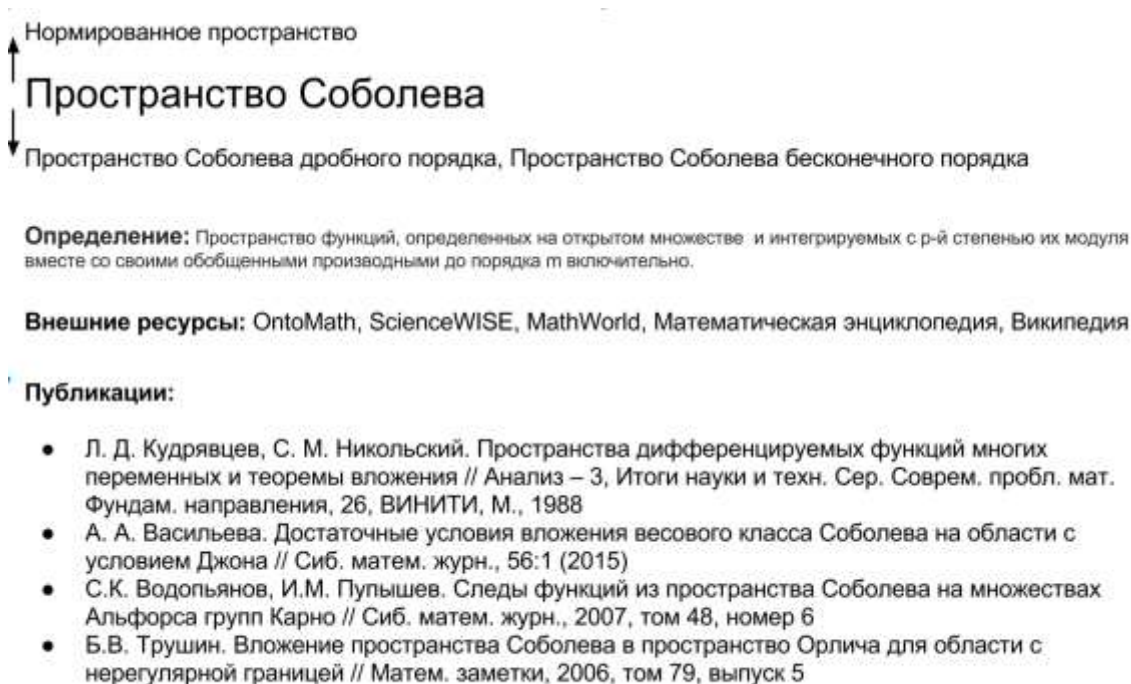 Нормированное пространство
Пространство Соболева
Пространство Соболева дробного порядка, Пространство Соболева бесконечного порядка
Определение: Пространство функций, определенных на открытом множестве и интегрируемых с p-й степенью их модуля
вместе со своими обобщенными производными до порядка m включительно.
Внешние ресурсы: OntoMath, ScienceWISE, MathWorld, Математическая энциклопедия, Википедия
Публикации:
● Л. Д. Кудрявцев, С. М. Никольский. Пространства дифференцируемых функций многих
переменных и теоремы вложения // Анализ – 3, Итоги науки и техн. Сер. Соврем. пробл. мат.
Фундам. направления, 26, ВИНИТИ, М., 1988
● А. А. Васильева. Достаточные условия вложения весового класса Соболева на области с
условием Джона // Сиб. матем. журн., 56:1 (2015)
● С.К. Водопьянов, И.М. Пупышев. Следы функций из пространства Соболева на множествах
Альфорса групп Карно // Сиб. матем. журн., 2007, том 48, номер 6
● Б.В. Трушин. Вложение пространства Соболева в пространство Орлича для области с
нерегулярной границей // Матем. заметки, 2006, том 79, выпуск 5